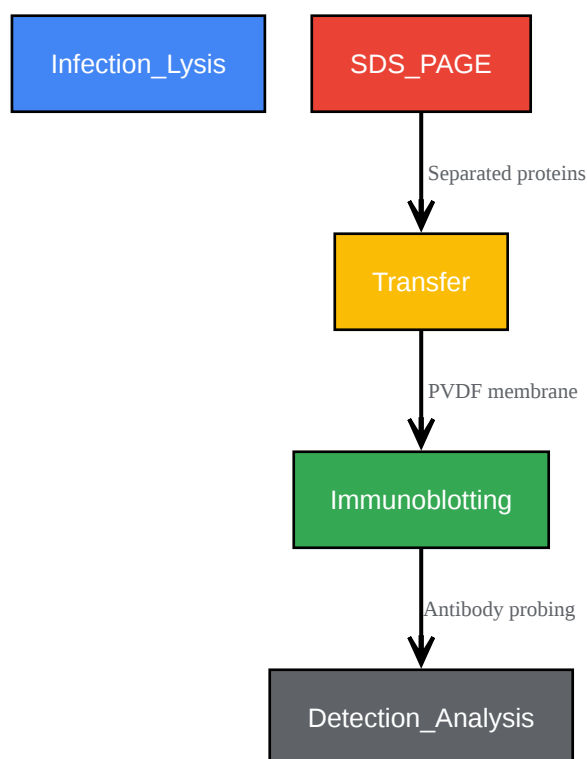 Infection_Lysis
SDS_PAGE
Separated proteins
Transfer
PVDF membrane
Immunoblotting
Antibody probing
Detection_Analysis